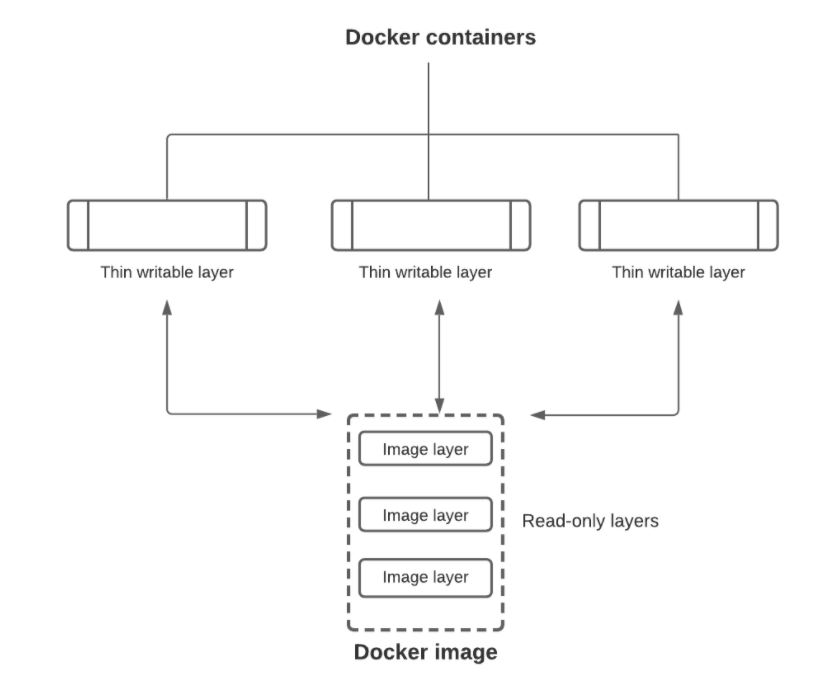 Docker containers
Thin writable layer
Thin writable layer
Thin writable layer
Image layer
Image layer
Read-only layers
Image layer
Docker image